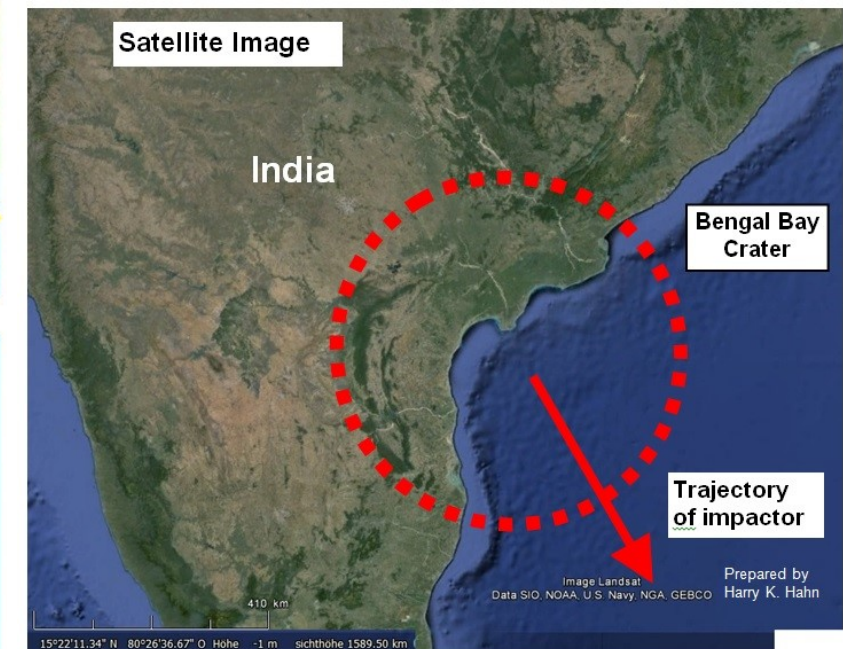 Satellite Image
India
Bengal Bay
Crater
Trajectory
of impactor
Image Landsat
Data SIO, NOAA, U.S. Navy, NGA, GEBCO
Prepared by
Harry K. Hahn
410 km
15°22'11.34" N 80°26'36.67" O Höhe -1 m sichthöhe 1589.50 km